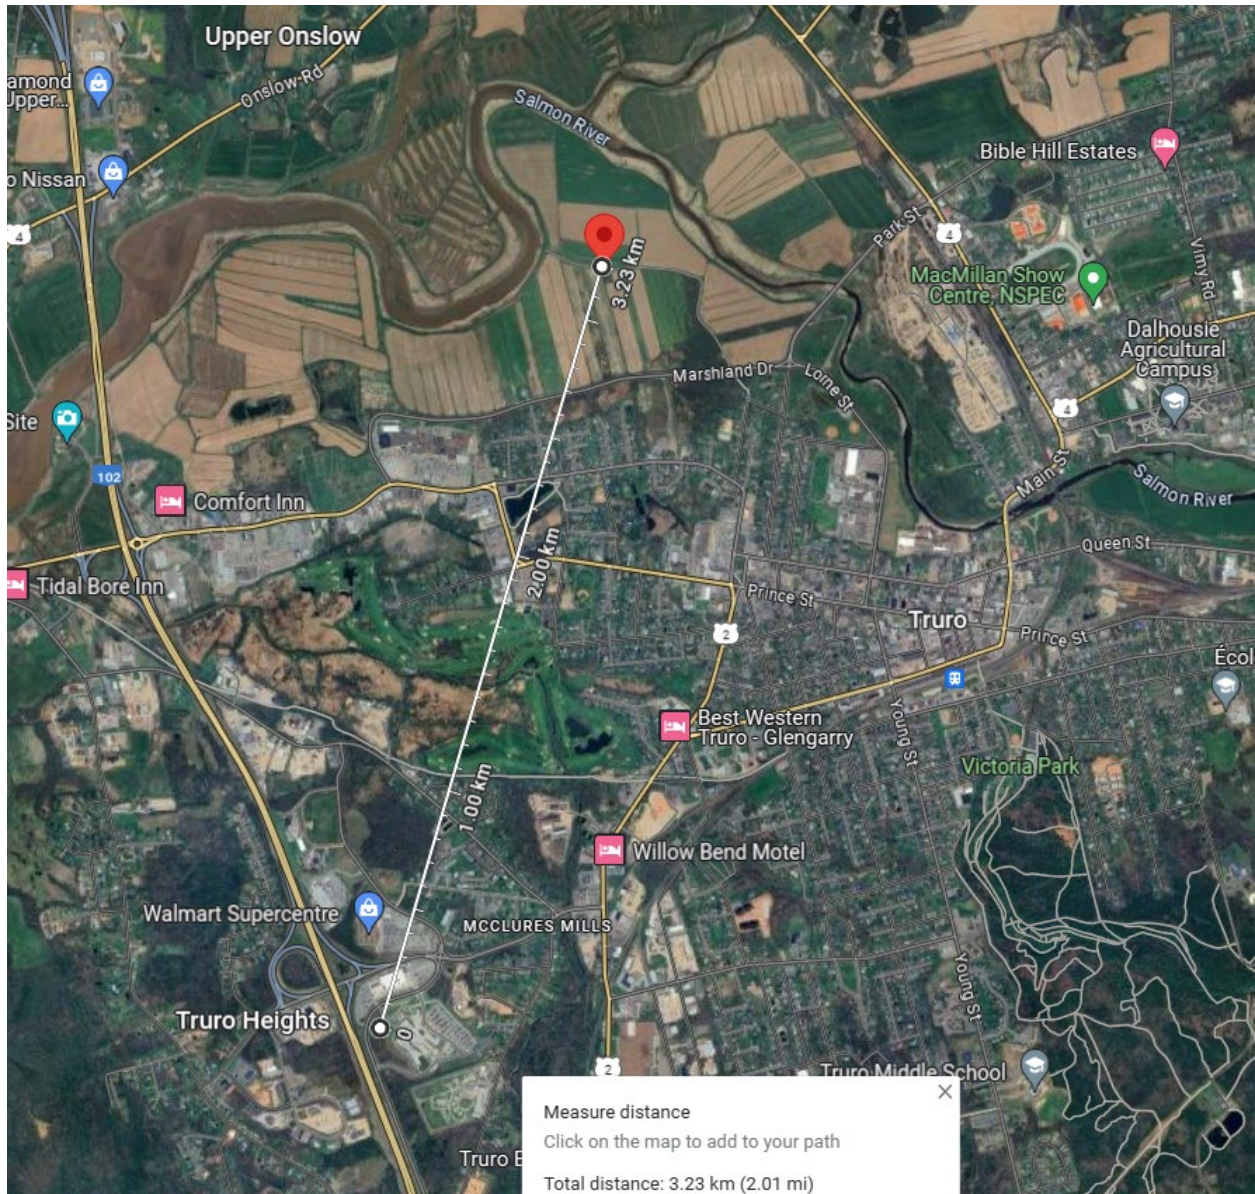 Upper Onslow
Onslow Rd
amond
Upper...
Salmon River
Bible Hill Estates
o Nissan
4
Park St
4
Vimy Rd
3.23 km
MacMillan Show
Centre, NSPEC
Dalhousie
Agricultural
Campus
Marshland Dr
Lorne St
4
Site
102
Comfort Inn
Main St
Salmon River
2.00 km
Queen St
Tidal Bore Inn
Prince St
Truro
2
Prince St
Écol
Best Western
Truro - Glengarry
Young St
Victoria Park
1.00 km
Willow Bend Motel
Walmart Supercentre
MCCLURES MILLS
Young St
Truro Heights
0
2
Truro Middle School
Measure distance
Click on the map to add to your path
Truro
Total distance: 3.23 km (2.01 mi)